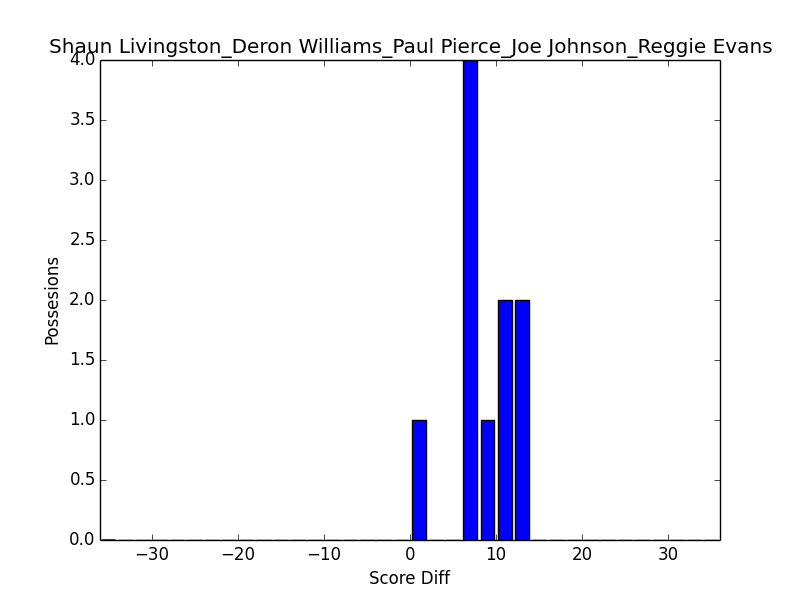 Shaun Livingston_Deron Williams_Paul Pierce_Joe Johnson_Reggie Evans
4.0
3.5
3.0
2.5
2.0
1.5
1.0
0.5
0.0
Possesions
−30 −20 −10 0 10 20 30
Score Diff